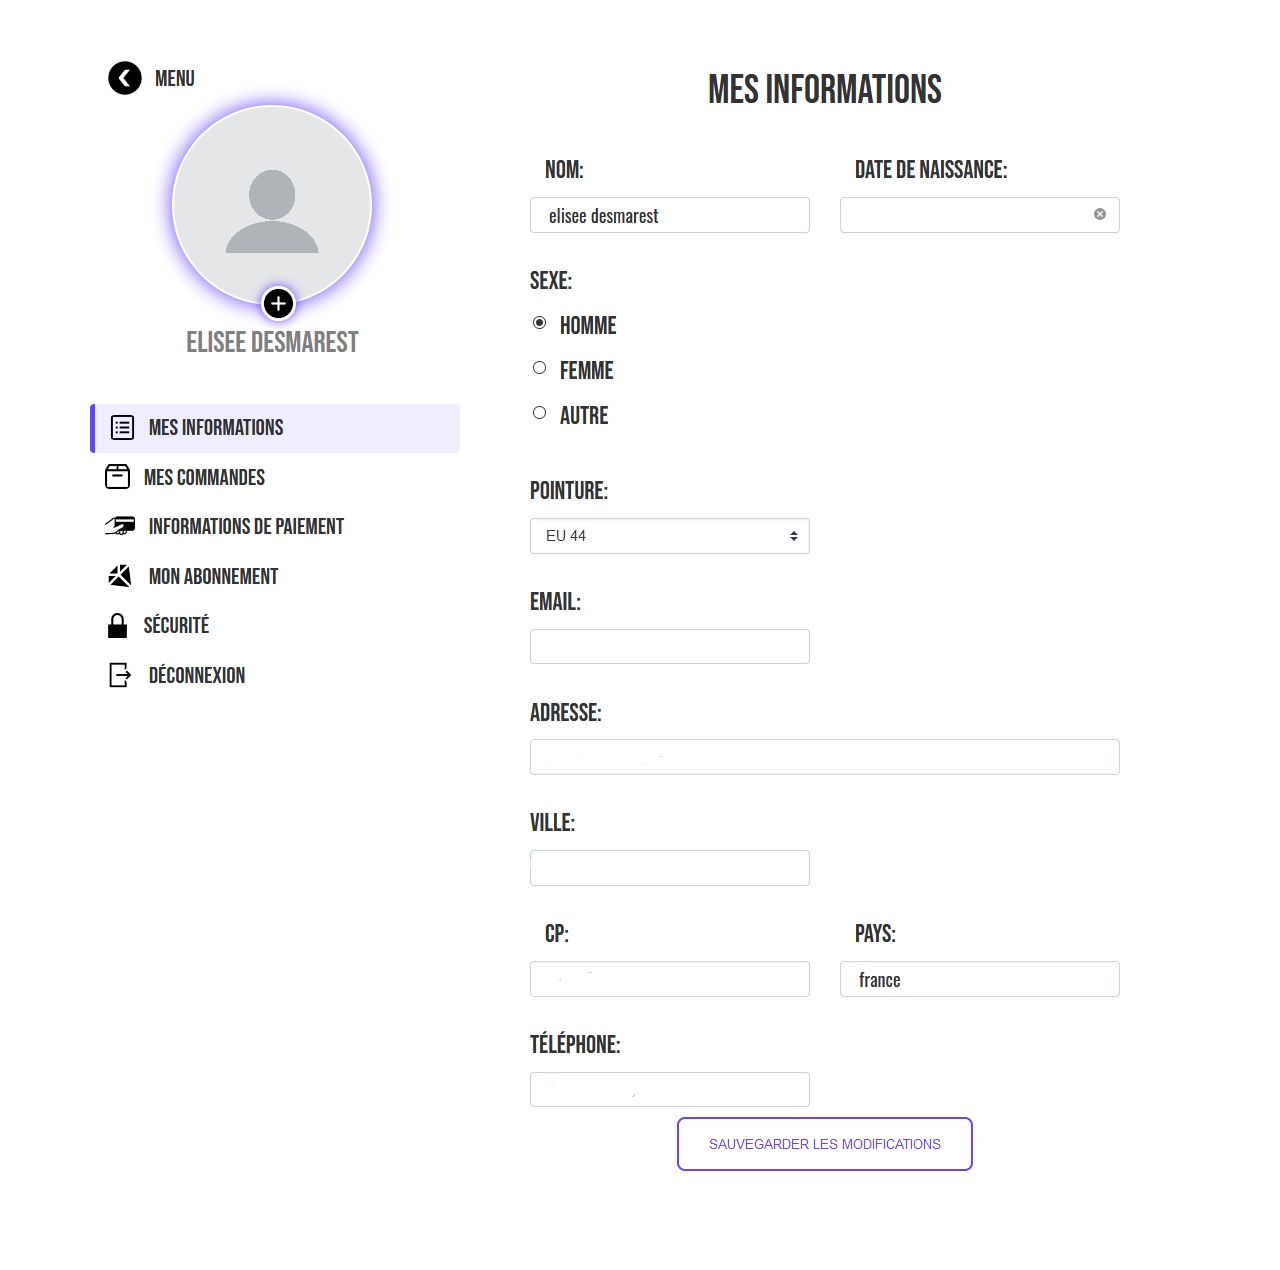 MENU
ELISEE DESMAREST
MES INFORMATIONS
MES COMMANDES
INFORMATIONS DE PAIEMENT
MON ABONNEMENT
SÉCURITÉ
DÉCONNEXION
MES INFORMATIONS
NOM: DATE DE NAISSANCE:
elisee desmarest
SEXE:
HOMME
FEMME
AUTRE
POINTURE:
EU 44
EMAIL:
ADRESSE:
VILLE:
CP: PAYS:
france
TÉLÉPHONE:
SAUVEGARDER LES MODIFICATIONS